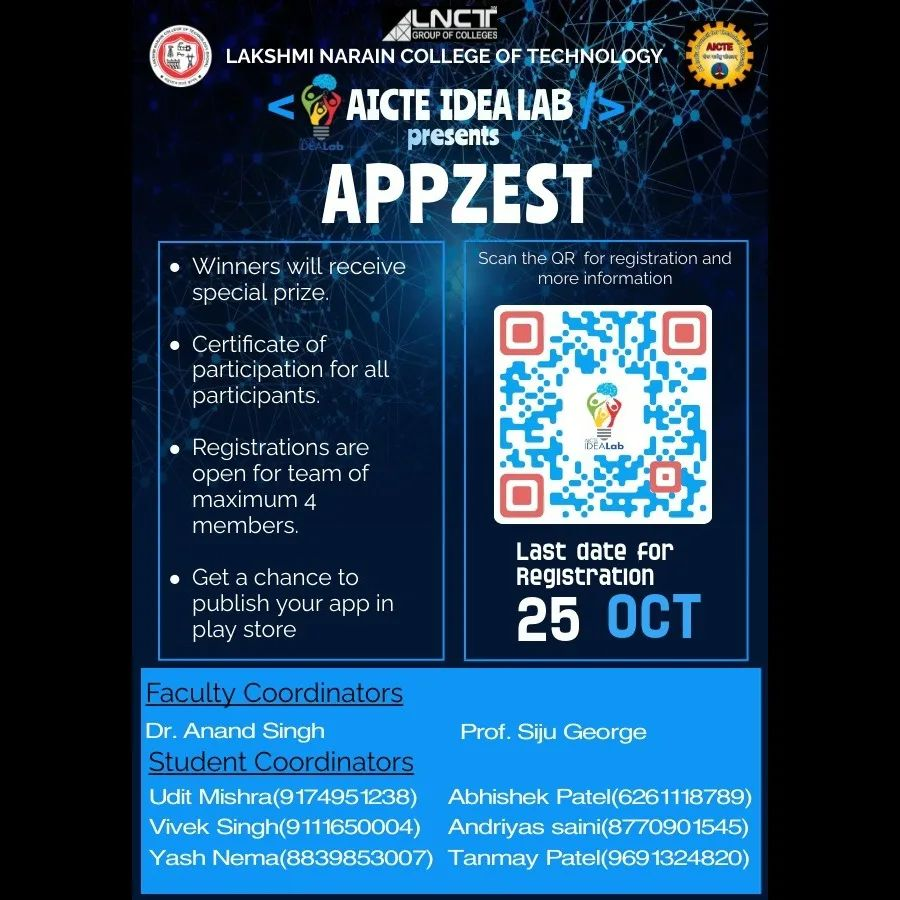 LNCT
GROUP OF COLLEGES
LAKSHMI NARAIN COLLEGE OF TECHNOLOGY
AICTE
< AICTE IDEA LAB />
IDEALab
presents
APPZEST
• Winners will receive
special prize.
• Certificate of
participation for all
participants.
• Registrations are
open for team of
maximum 4
members.
• Get a chance to
publish your app in
play store
Scan the QR for registration and
more information
AICTE
IDEALab
Last date for
Registration
25 OCT
Faculty Coordinators
Dr. Anand Singh
Prof. Siju George
Student Coordinators
Udit Mishra(9174951238) Abhishek Patel(6261118789)
Vivek Singh(9111650004) Andriyas saini(8770901545)
Yash Nema(8839853007) Tanmay Patel(9691324820)